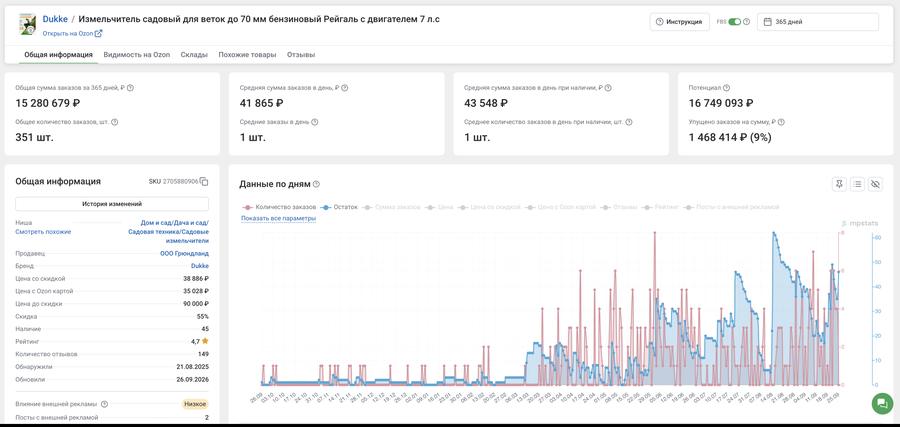 Dukke / Измельчитель садовый для веток до 70 мм бензиновый Рейгаль с двигателем 7 л.с
Открыть на Ozon
Инструкция
FBS
365 дней
Общая информация Видимость на Ozon Склады Похожие товары Отзывы
Общая сумма заказов за 365 дней, ₽
15 280 679 ₽
Общее количество заказов, шт.
351 шт.
Средняя сумма заказов в день, ₽
41 865 ₽
Средние заказы в день
1 шт.
Средняя сумма заказов в день при наличии, ₽
43 548 ₽
Среднее количество заказов в день при наличии, шт.
1 шт.
Потенциал
16 749 093 ₽
Упущено заказов на сумму, ₽
1 468 414 ₽ (9%)
Общая информация
SKU 2705880906
История изменений
Ниша Дом и сад/Дача и сад/
Смотреть похожие Садовая техника/Садовые
измельчители
Продавец ООО Грюндланд
Бренд Dukke
Цена со скидкой 38 886 ₽
Цена с Ozon картой 35 028 ₽
Цена до скидки 90 000 ₽
Скидка 55%
Наличие 45
Рейтинг 4,7
Количество отзывов 149
Обнаружили 21.08.2025
Обновили 26.09.2026
Влияние внешней рекламы Низкое
Посты с внешней рекламой 2
Данные по дням
Количество заказов Остаток Сумма заказов Цена Цена со скидкой Цена с Ozon картой Отзывы Рейтинг Посты с внешней рекламой
Показать все параметры
mpstats